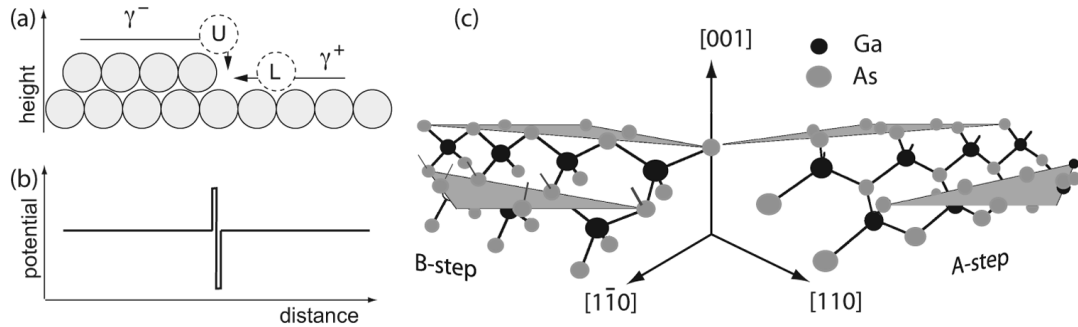 (a)
height
γ⁻
U
L
γ⁺
(b)
potential
distance
(c)
[001]
Ga
As
B-step
A-step
[11̄0]
[110]